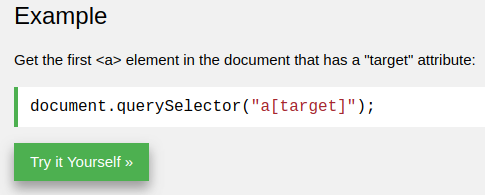 Example
Get the first <a> element in the document that has a "target" attribute:
document.querySelector("a[target]");
Try it Yourself »